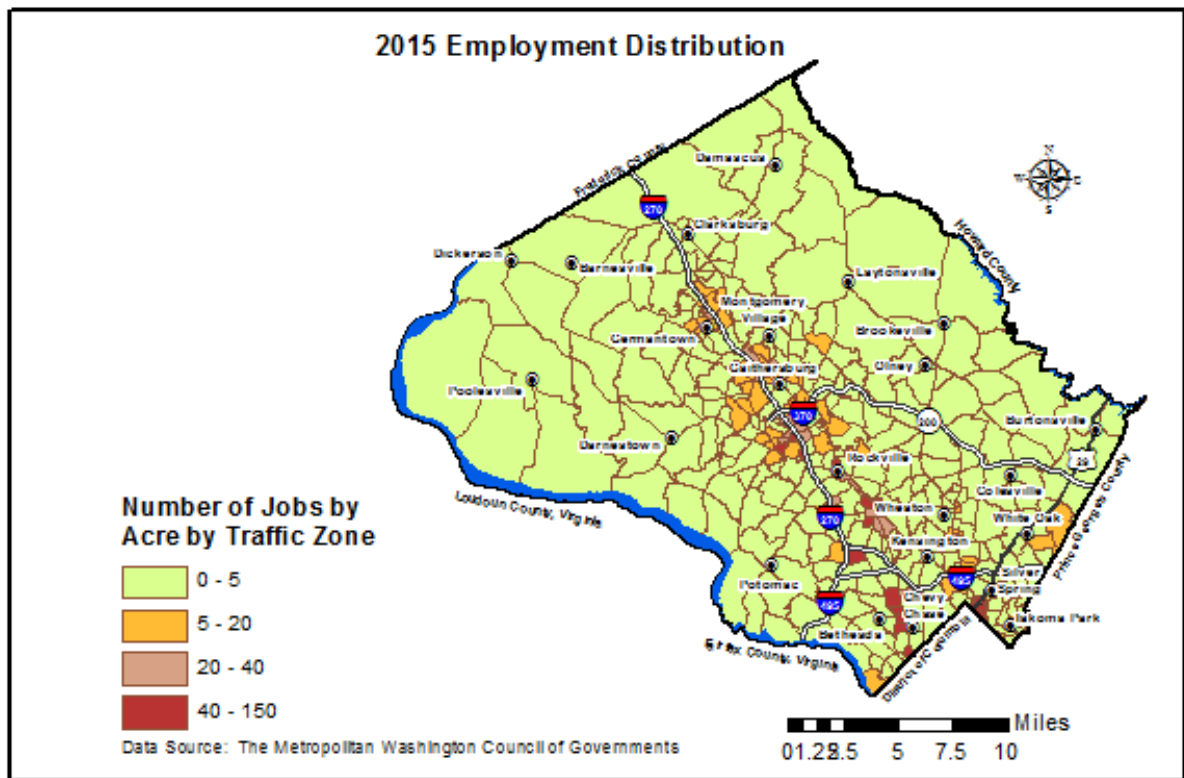 2015 Employment Distribution
Damascus
Frederick County
N
W
S
270
Clarksburg
Dickerson
Barnesville
Howard County
Laytonsville
Montgomery
Village
Brookeville
Germantown
Gaithersburg
Olney
Poolesville
370
200
Burtonsville
Darnestown
29
Rockville
Colesville
Loudoun County, Virginia
Wheaton
White Oak
270
Kensington
Prince Georges County
Silver
Spring
495
Potomac
Chevy
Chase
495
Takoma Park
Bethesda
Fairfax County, Virginia
District of Columbia
Number of Jobs by
Acre by Traffic Zone
0 - 5
5 - 20
20 - 40
40 - 150
Data Source: The Metropolitan Washington Council of Governments
Miles
5
7.5
10